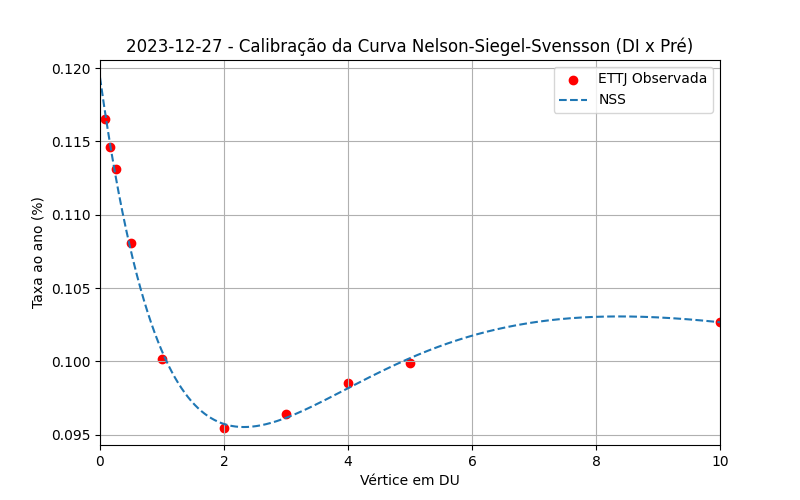 2023-12-27 - Calibração da Curva Nelson-Siegel-Svensson (DI x Pré)
0.120
0.115
0.110
0.105
0.100
0.095
Taxa ao ano (%)
ETTJ Observada
NSS
0 2 4 6 8 10
Vértice em DU